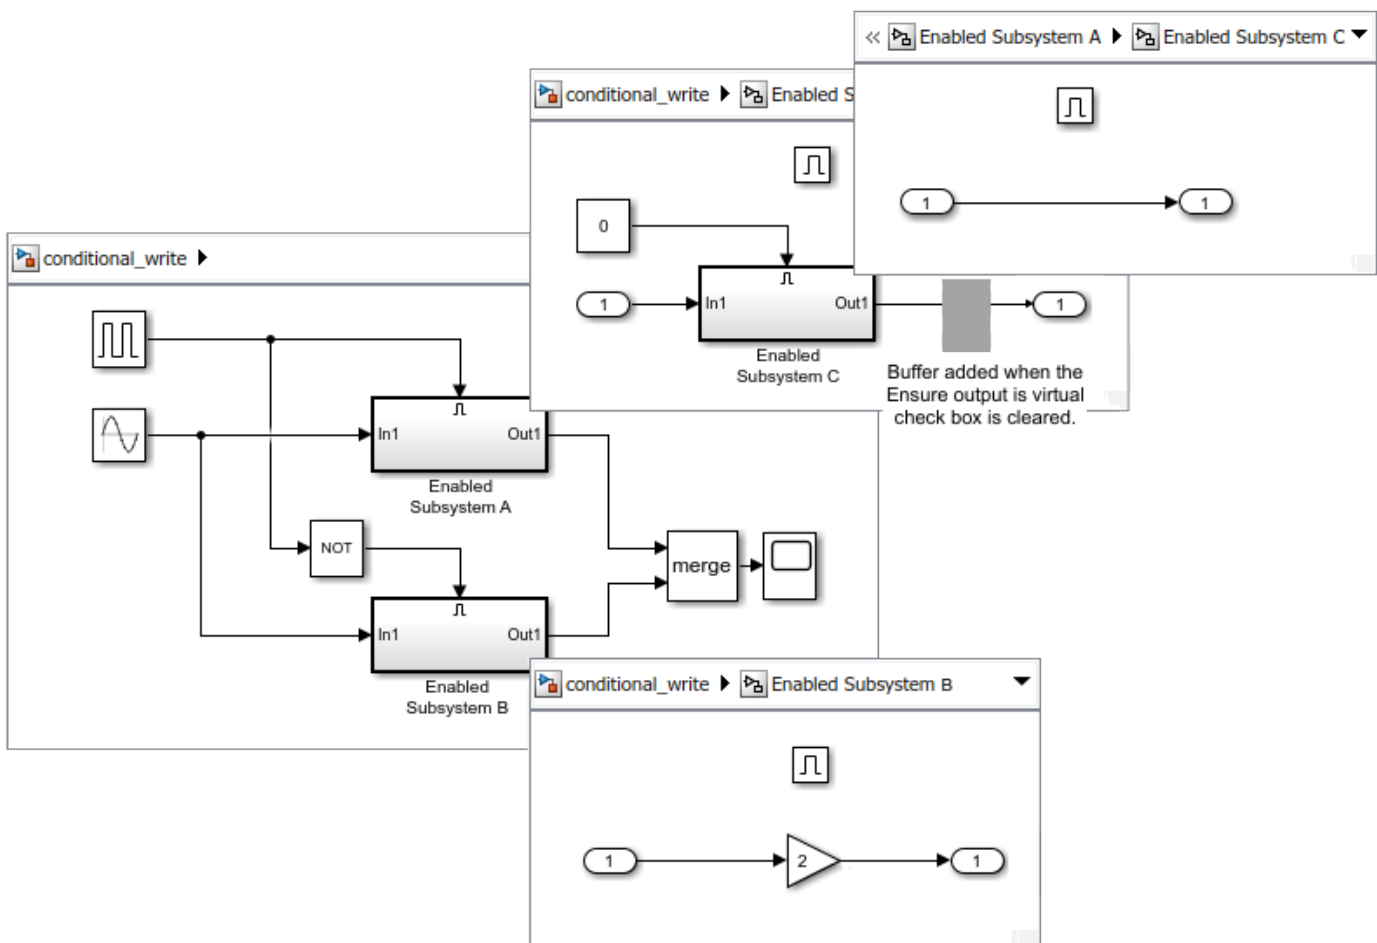 « Enabled Subsystem A Enabled Subsystem C
1 1
conditional_write Enabled S
0
1 In1 Out1 1
Enabled
Subsystem C
Buffer added when the
Ensure output is virtual
check box is cleared.
conditional_write
In1 Out1
Enabled
Subsystem A
NOT
merge
In1 Out1
Enabled
Subsystem B
conditional_write Enabled Subsystem B
1 2 1